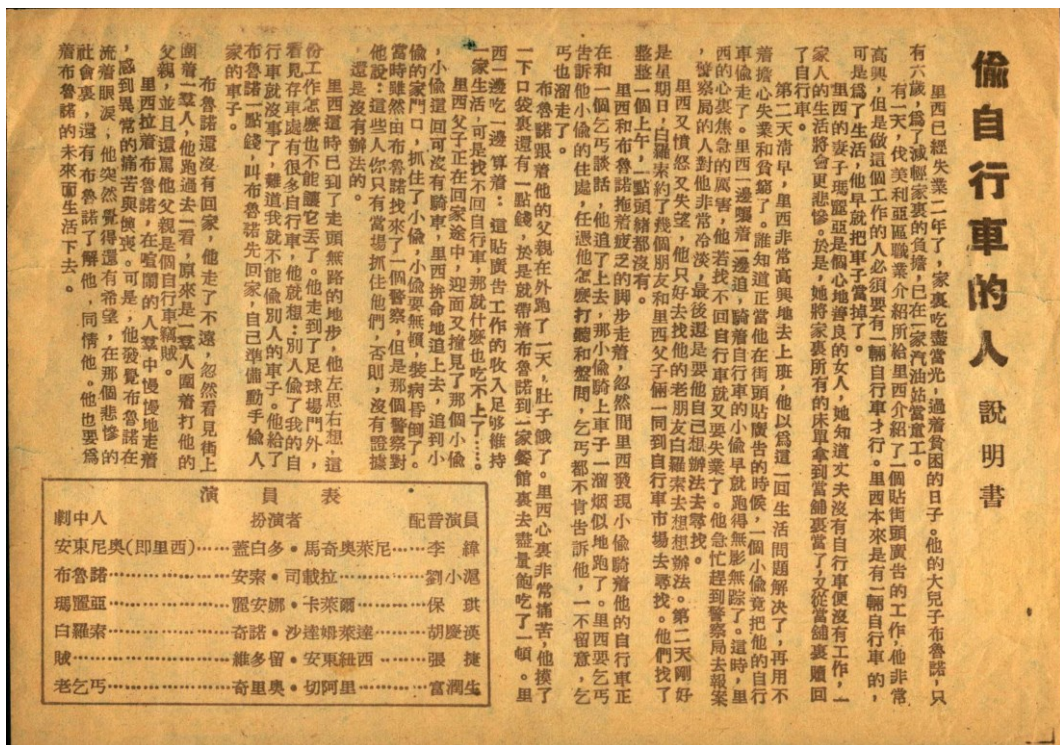 偷自行車的人 說明書
里西已經失業二年了，家裏吃盡當光，過着貧困的日子。他的大兒子布魯諾，只
有六歲，爲了減輕家裏的負擔，已在一家汽油站當童工。
有一天，伐美利亞區職業介紹所給里西介紹了一個貼街頭廣告的工作，他非常
高興，但是做這個工作的人必須要有一輛自行車才行。里西本來是有一輛自行車的，
可是爲了生活，他早就把車子當掉了。
里西的妻子瑪麗亞是個心地善良的女人，她知道丈夫沒有自行車便沒有工作，一
家人的生活將會更悲慘。於是，她將家裏所有的床單拿到當舖裏當了，又從當舖裏贖回
了自行車。
第二天清早，里西非常高興地去上班，他以爲這一回生活問題解决了，再用不
着擔心失業和貧窮了。誰知道正當他在街頭貼廣告的時候，一個小偷竟把他的自行
車偷走了。里西一邊嚷着一邊追，騎着自行車的小偷早就跑得無影無踪了。這時，里
西的心裏焦急的厲害，他若找不回自行車就又要失業了。他急忙趕到警察局去報案
，警察局的人對他非常冷淡，最後還是要他自己想辦法去尋找。
里西又憤怒又失望，他只好去找他的老朋友白羅索去想想辦法。第二天剛好
是星期日，白羅索約了幾個朋友和里西父子倆一同到自行車市場去尋找。他們找了
整整一個上午，一點頭緒都沒有。
里西和布魯諾拖着疲乏的脚步走着，忽然間里西發現小偷騎着他的自行車正
在和一個乞丐談話，他追了上去，那小偷騎上車子一溜烟似地跑了。里西要乞丐
告訴他小偷的住處，任憑他怎麼打聽和盤問，乞丐都不肯告訴他，一不留意，乞
丐也溜走了。
布魯諾跟着他的父親在外跑了一天，肚子餓了。里西心裏非常痛苦，他摸了
一下口袋裏還有一點錢，於是就帶着布魯諾到一家餐館裏去盡量飽吃了一頓。里
西一邊吃一邊算着：這貼廣告工作的收入足够維持
一家生活，可是找不回自行車，那就什麼也吃不上了……。
里西父子正在回家途中，迎面又撞見了那個小偷
，小偷這回可沒有騎車，里西拚命地追上去，追到小
偷的家門口，抓住了小偷，小偷要無賴，裝病昏倒了。
當時雖然由布魯諾找來了一個警察，但是那個警察對
他說：這些人你只有當場抓住他們，否則，沒有證據
，還是沒有辦法的。
里西這時已到了走頭無路的地步，他左思右想，這
份工作怎麼也不能讓它丟了。他走到了足球場門外，
看見存車處有很多自行車，他就想：別人偷了我的自
行車就沒事了，難道我就不能偷別人的車子。他給了
布魯諾一點錢，叫布魯諾先回家，自己準備動手偷人
家的車子。
布魯諾還沒有回家，他走了不遠，忽然看見街上
圍着一羣人，他跑過去一看，原來是一羣人圍着打他的
父親，並且還罵他父親是個自行車竊賊。
里西拉着布魯諾，在喧鬧的人羣中慢慢地走着
，感到異常的痛苦與頹喪。可是，他發覺布魯諾在
流着眼淚，他突然覺得還有希望，在那個悲慘的
社會裏，還有布魯諾了解他，同情他。他也要爲
着布魯諾的未來而生活下去。
演員表
劇中人 扮演者 配音演員
安東尼奧(即里西)……蓋白多・馬奇奧萊尼……李緯
布魯諾……安索・司載拉……劉小滬
瑪麗亞……麗安娜・卡萊爾……保琪
白羅索……奇諾・沙達姆萊達……胡慶漢
賊……維多留・安東紐西……張捷
老乞丐……奇里奧・切阿里……富潤生